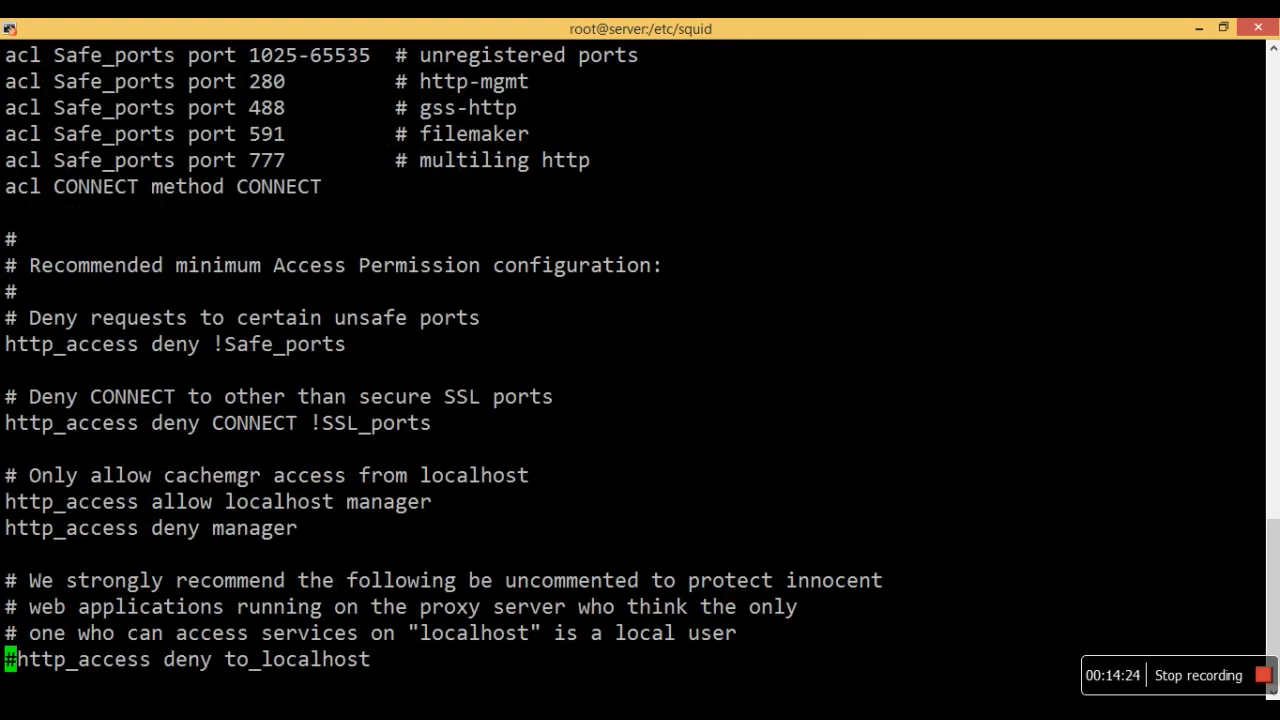 root@server:/etc/squid
acl Safe_ports port 1025-65535  # unregistered ports
acl Safe_ports port 280         # http-mgmt
acl Safe_ports port 488         # gss-http
acl Safe_ports port 591         # filemaker
acl Safe_ports port 777         # multiling http
acl CONNECT method CONNECT
#
# Recommended minimum Access Permission configuration:
#
# Deny requests to certain unsafe ports
http_access deny !Safe_ports
# Deny CONNECT to other than secure SSL ports
http_access deny CONNECT !SSL_ports
# Only allow cachemgr access from localhost
http_access allow localhost manager
http_access deny manager
# We strongly recommend the following be uncommented to protect innocent
# web applications running on the proxy server who think the only
# one who can access services on "localhost" is a local user
#http_access deny to_localhost
00:14:24 Stop recording